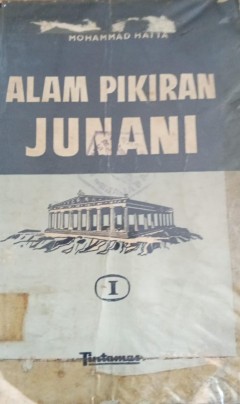 MOHAMMAD HATTA
ALAM PIKIRAN
JUNANI
I
Tintamas